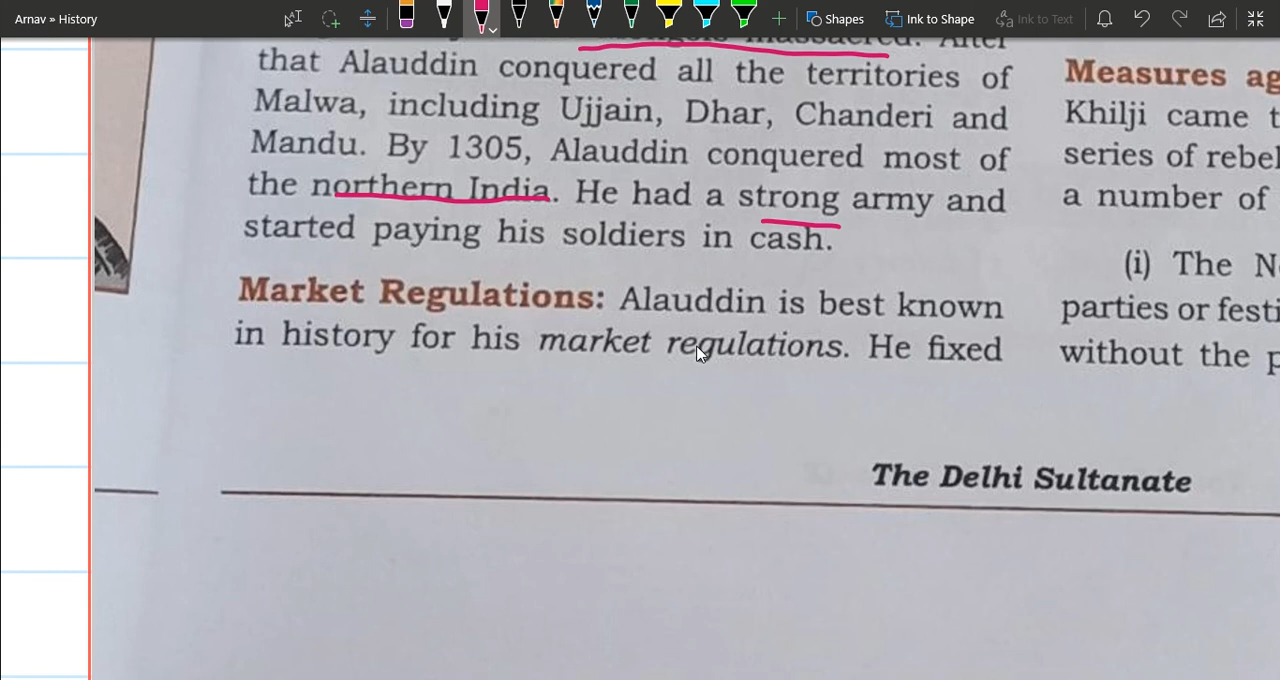 Arnav » History
Shapes
Ink to Shape
Ink to Text
massacred. After
that Alauddin conquered all the territories of
Malwa, including Ujjain, Dhar, Chanderi and
Mandu. By 1305, Alauddin conquered most of
the northern India. He had a strong army and
started paying his soldiers in cash.
Market Regulations: Alauddin is best known
in history for his market regulations. He fixed
Measures ag
Khilji came t
series of rebel
a number of
(i) The N
parties or festi
without the p
The Delhi Sultanate